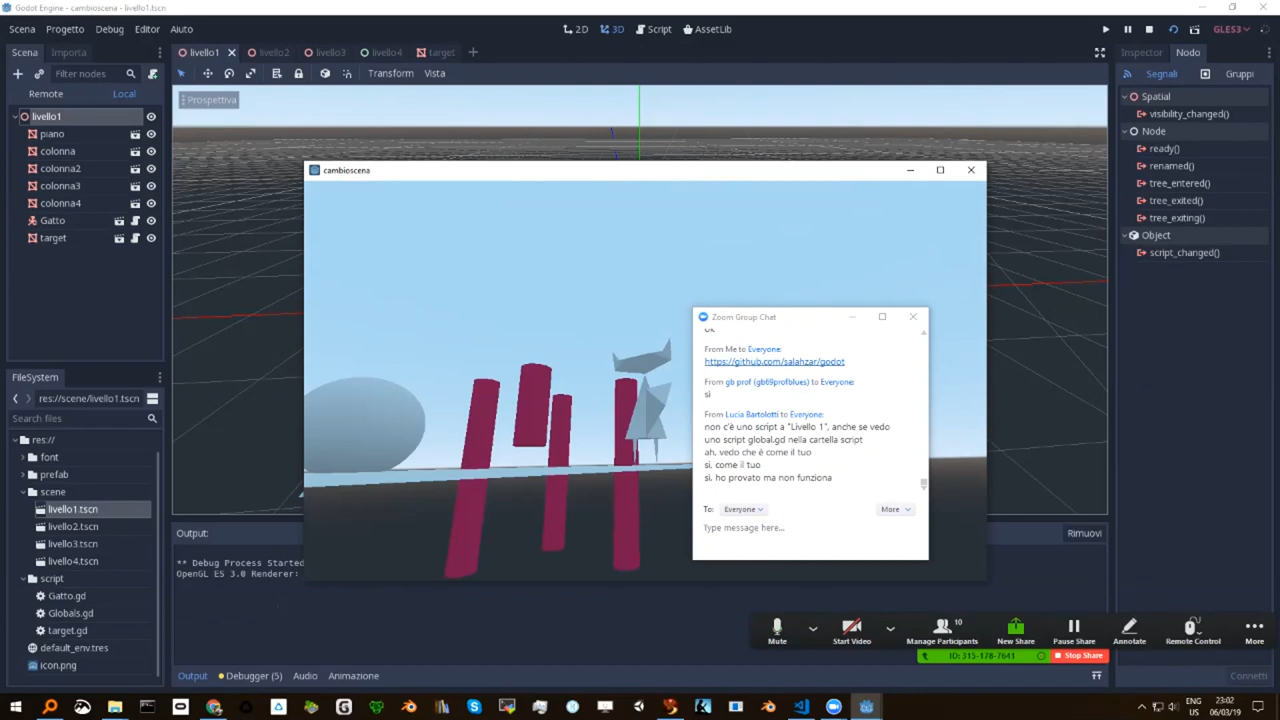 Godot Engine - cambioscena - livello1.tscn
Scena Progetto Debug Editor Aiuto
2D 3D Script AssetLib
GLES3
Scena Importa
livello1 livello2 livello3 livello4 target
Inspector Nodo
Filter nodes
Transform Vista
Segnali Gruppi
Remote Local
Prospettiva
livello1
piano
colonna
colonna2
colonna3
colonna4
Gatto
target
Spatial
visibility_changed()
Node
ready()
renamed()
tree_entered()
tree_exited()
tree_exiting()
Object
script_changed()
cambioscena
Zoom Group Chat
From Me to Everyone:
https://github.com/salahzar/godot
From gb prof (gb69profblues) to Everyone:
sì
From Lucia Bartolotti to Everyone:
non c'è uno script a "Livello 1", anche se vedo
uno script global.gd nella cartella script
ah, vedo che è come il tuo
sì, come il tuo
sì, ho provato ma non funziona
To: Everyone More
Type message here...
FileSystem
res://scene/livello1.tscn
Search files
res://
font
prefab
scene
livello1.tscn
livello2.tscn
livello3.tscn
livello4.tscn
script
Gatto.gd
Globals.gd
target.gd
default_env.tres
icon.png
Output: Rimuovi
** Debug Process Started
OpenGL ES 3.0 Renderer:
10
Mute Start Video Manage Participants New Share Pause Share Annotate Remote Control More
ID: 315-178-7641 Stop Share
Output Debugger (5) Audio Animazione
Connetti
ENG 23:02
US 06/03/19